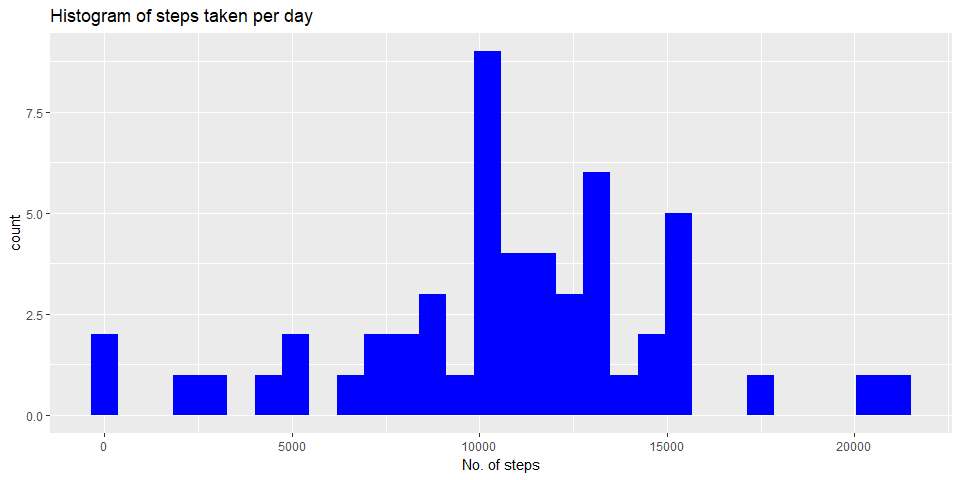 Histogram of steps taken per day
7.5
5.0
2.5
0.0
count
0 5000 10000 15000 20000
No. of steps